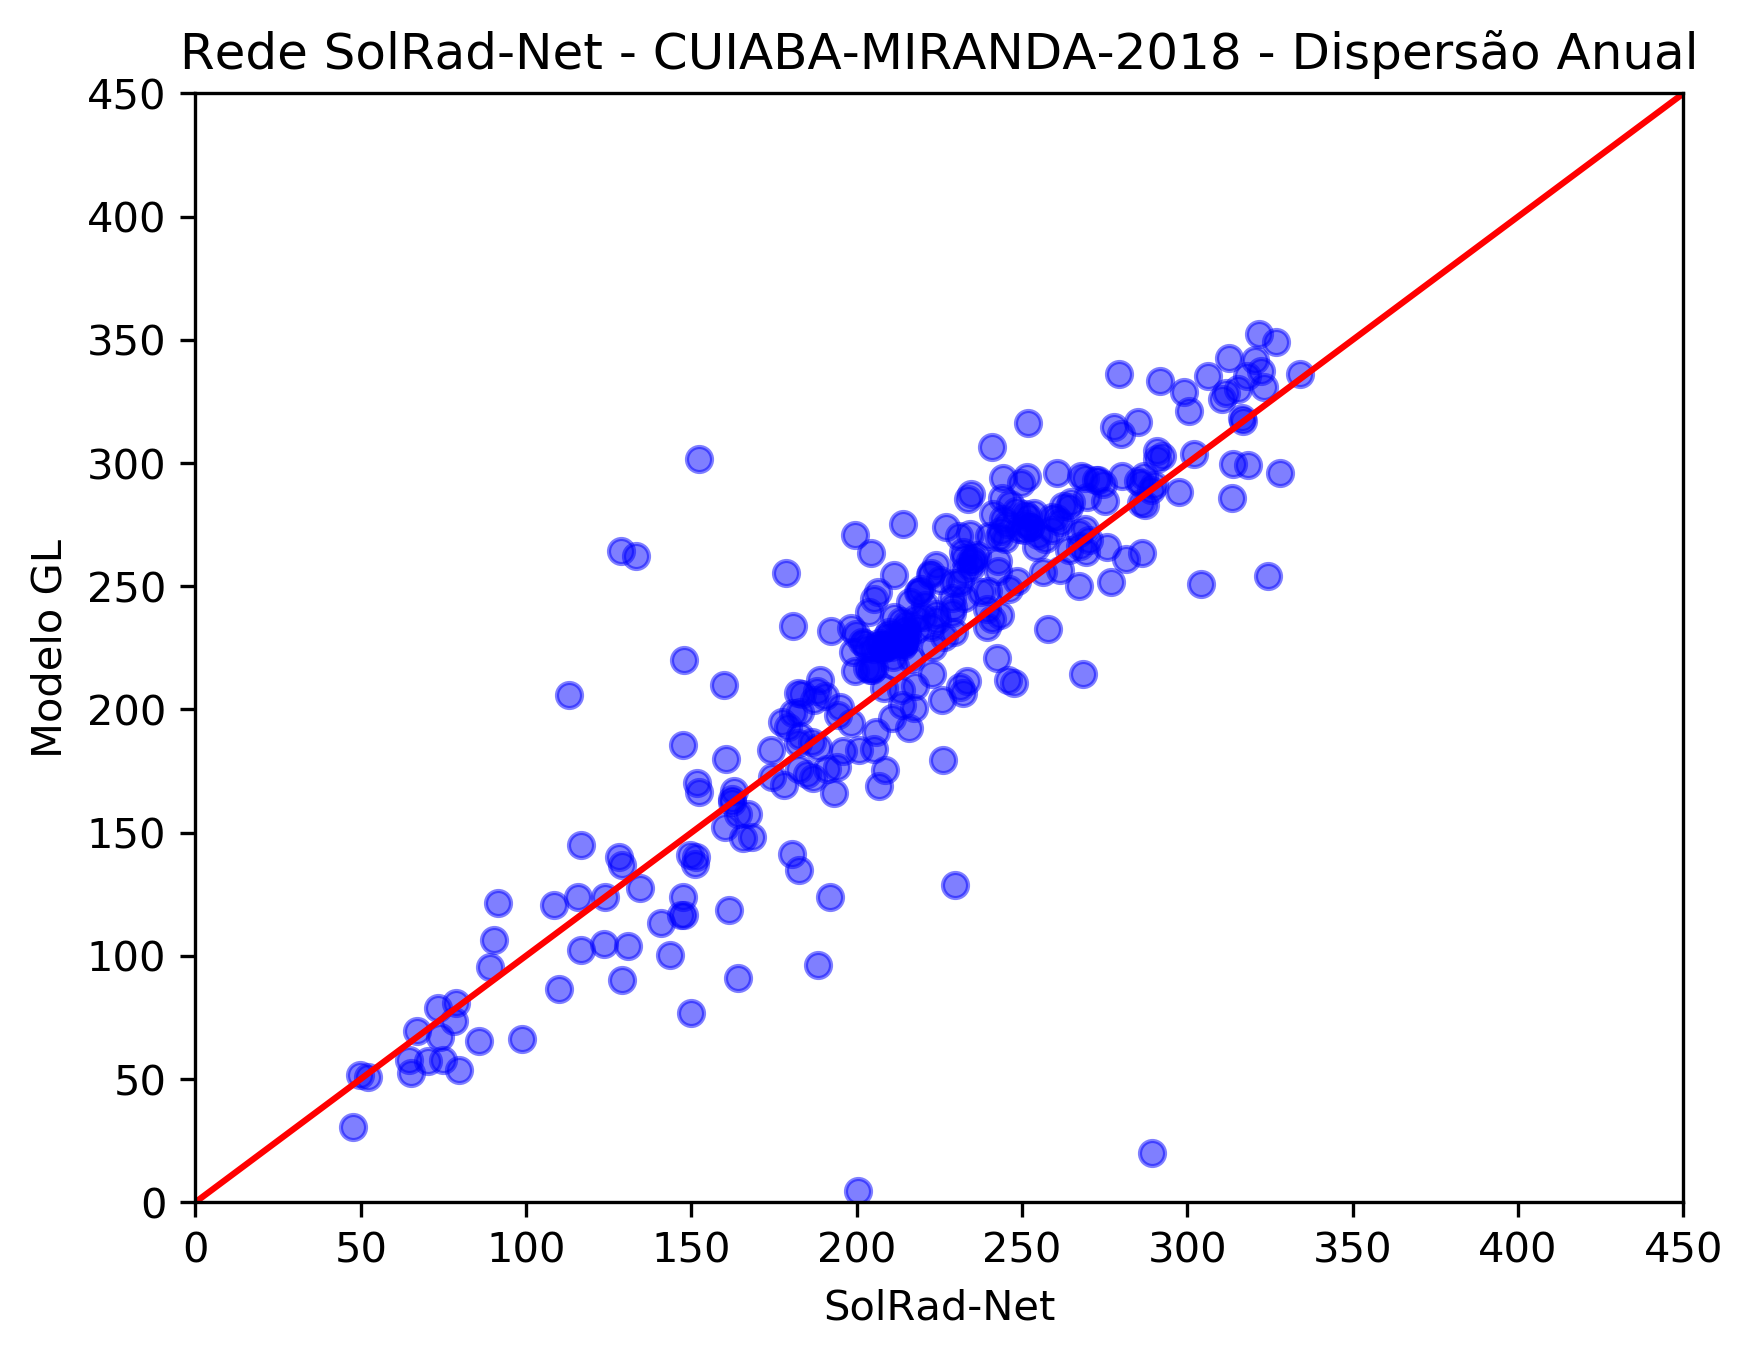 Rede SolRad-Net - CUIABA-MIRANDA-2018 - Dispersão Anual
450
400
350
300
250
200
150
100
50
0
Modelo GL
0 50 100 150 200 250 300 350 400 450
SolRad-Net